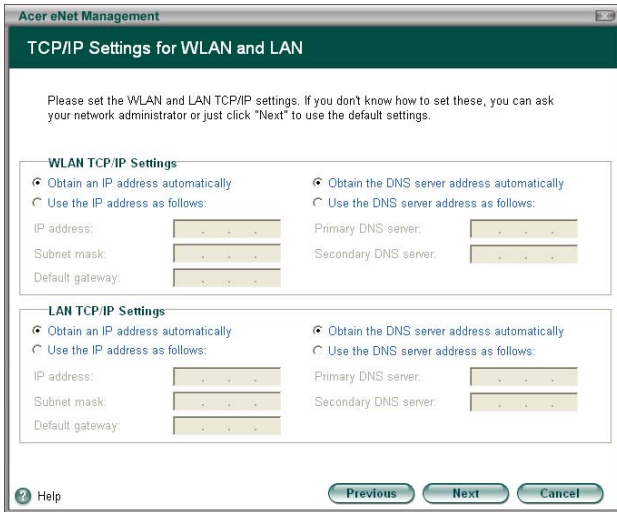 Acer eNet Management
TCP/IP Settings for WLAN and LAN
Please set the WLAN and LAN TCP/IP settings. If you don't know how to set these, you can ask
your network administrator or just click "Next" to use the default settings.
WLAN TCP/IP Settings
Obtain an IP address automatically
Use the IP address as follows:
IP address:
Subnet mask:
Default gateway:
Obtain the DNS server address automatically
Use the DNS server address as follows:
Primary DNS server:
Secondary DNS server:
LAN TCP/IP Settings
Obtain an IP address automatically
Use the IP address as follows:
IP address:
Subnet mask:
Default gateway:
Obtain the DNS server address automatically
Use the DNS server address as follows:
Primary DNS server:
Secondary DNS server:
? Help
Previous
Next
Cancel